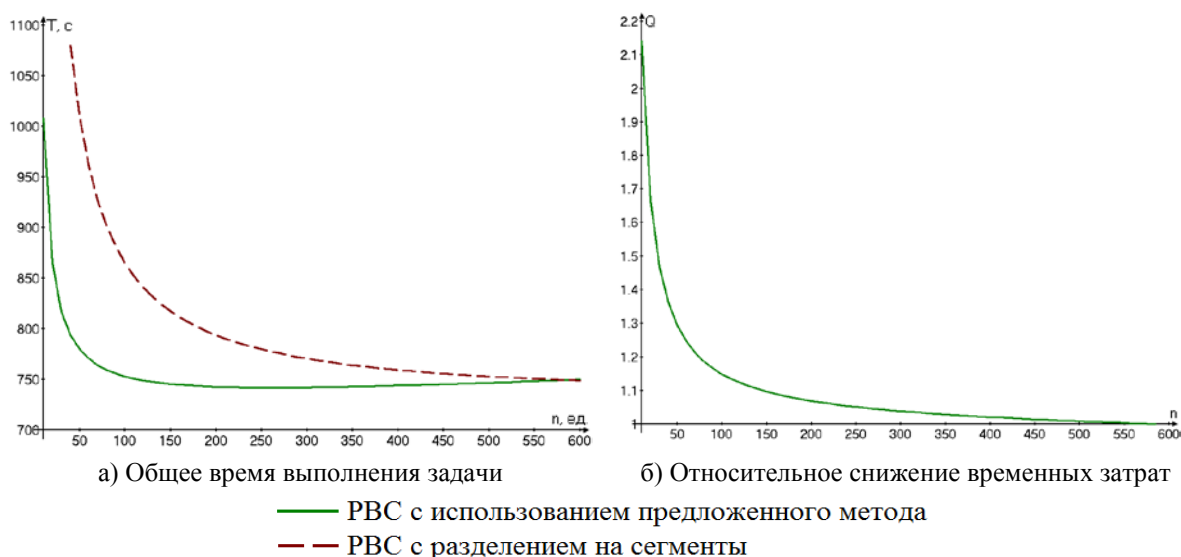 T, с
1100
1050
1000
950
900
850
800
750
700
50 100 150 200 250 300 350 400 450 500 550 600
n, ед
Q
2.2
2.1
2
1.9
1.8
1.7
1.6
1.5
1.4
1.3
1.2
1.1
1
50 100 150 200 250 300 350 400 450 500 550 600
n
а) Общее время выполнения задачи
б) Относительное снижение временных затрат
РВС с использованием предложенного метода
РВС с разделением на сегменты